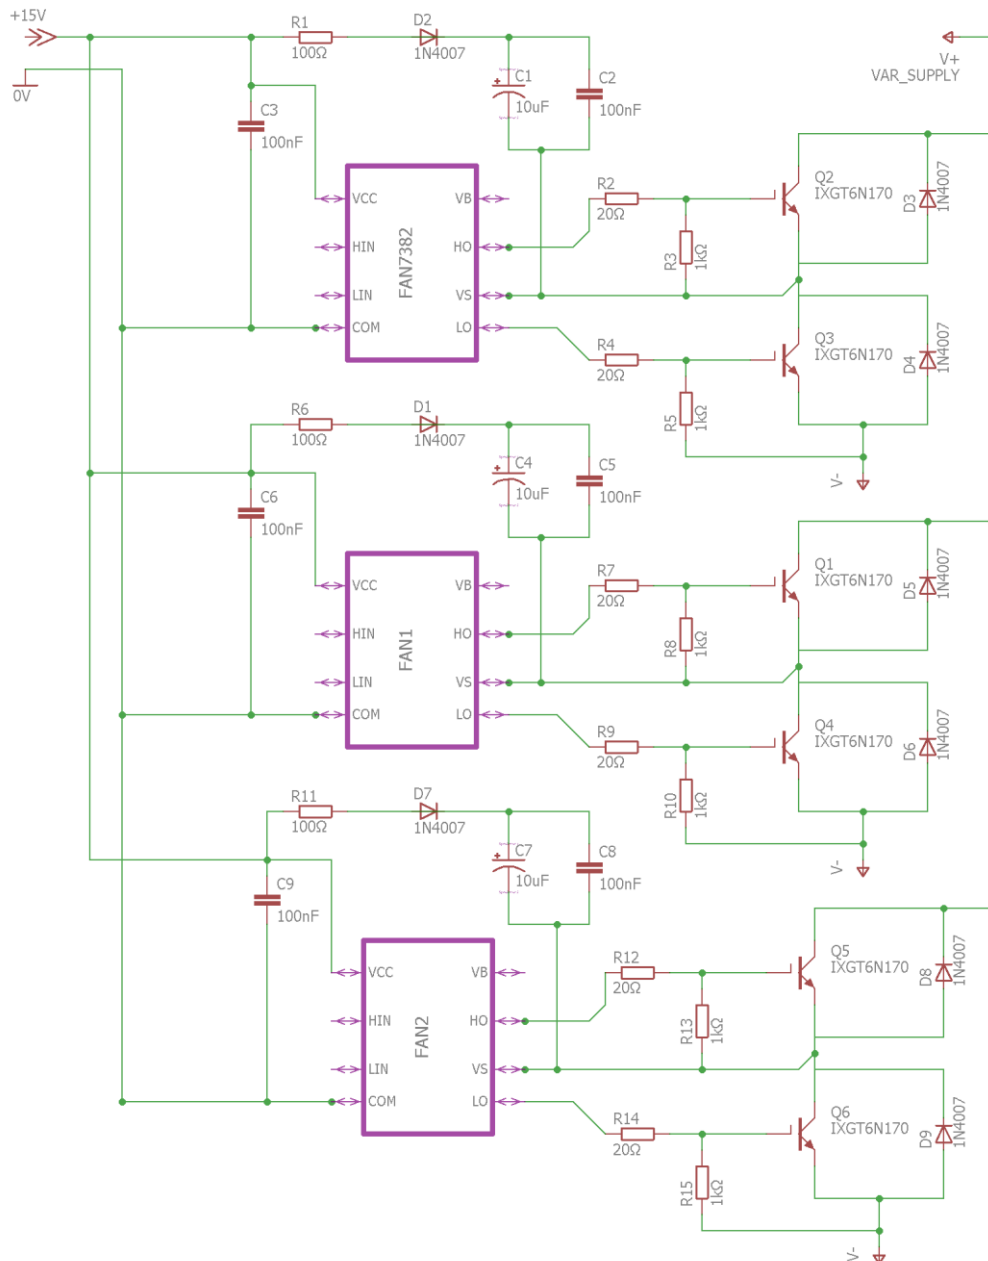 +15V
0V
R1
100Ω
D2
1N4007
C1
10uF
C2
100nF
C3
100nF
V+
VAR_SUPPLY
FAN7382
VCC
HIN
LIN
COM
VB
HO
VS
LO
R2
20Ω
R3
1kΩ
Q2
IXGT6N170
D3
1N4007
R4
20Ω
R5
1kΩ
Q3
IXGT6N170
D4
1N4007
V-
R6
100Ω
D1
1N4007
C4
10uF
C5
100nF
C6
100nF
FAN1
VCC
HIN
LIN
COM
VB
HO
VS
LO
R7
20Ω
R8
1kΩ
Q1
IXGT6N170
D5
1N4007
R9
20Ω
R10
1kΩ
Q4
IXGT6N170
D6
1N4007
V-
R11
100Ω
D7
1N4007
C7
10uF
C8
100nF
C9
100nF
FAN2
VCC
HIN
LIN
COM
VB
HO
VS
LO
R12
20Ω
R13
1kΩ
Q5
IXGT6N170
D8
1N4007
R14
20Ω
R15
1kΩ
Q6
IXGT6N170
D9
1N4007
V-